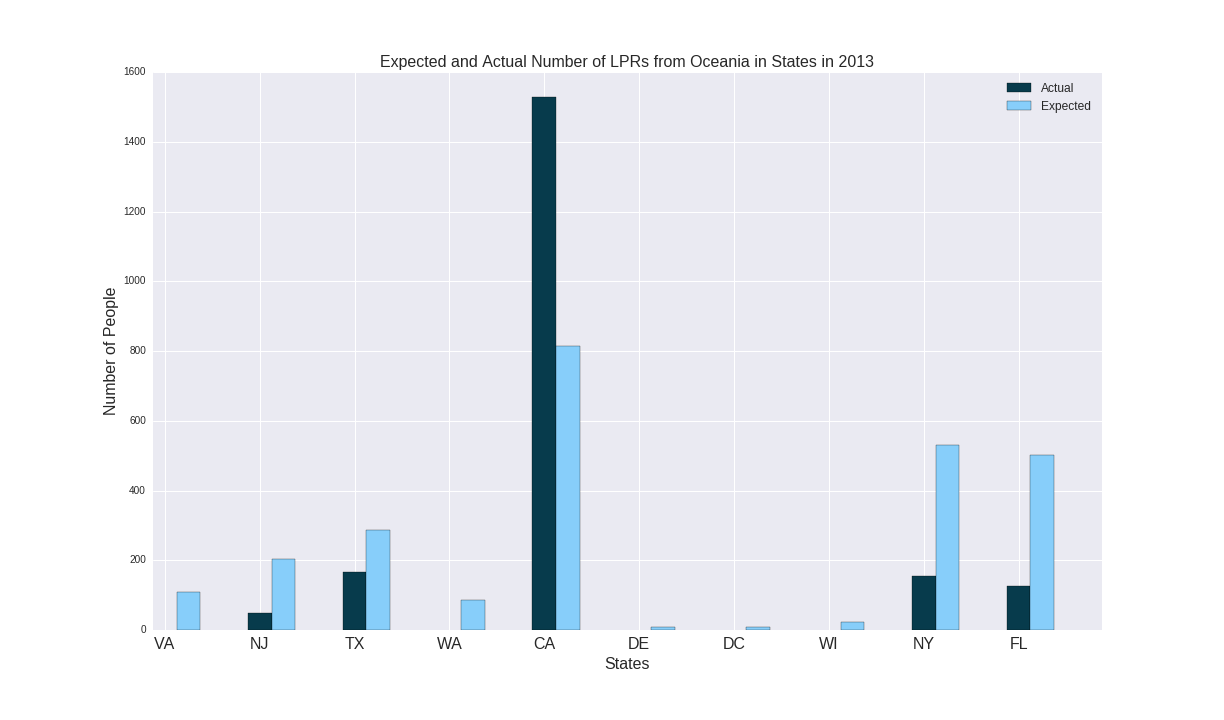 Expected and Actual Number of LPRs from Oceania in States in 2013
1600
1400
1200
1000
800
600
400
200
0
Number of People
Actual
Expected
VA NJ TX WA CA DE DC WI NY FL
States